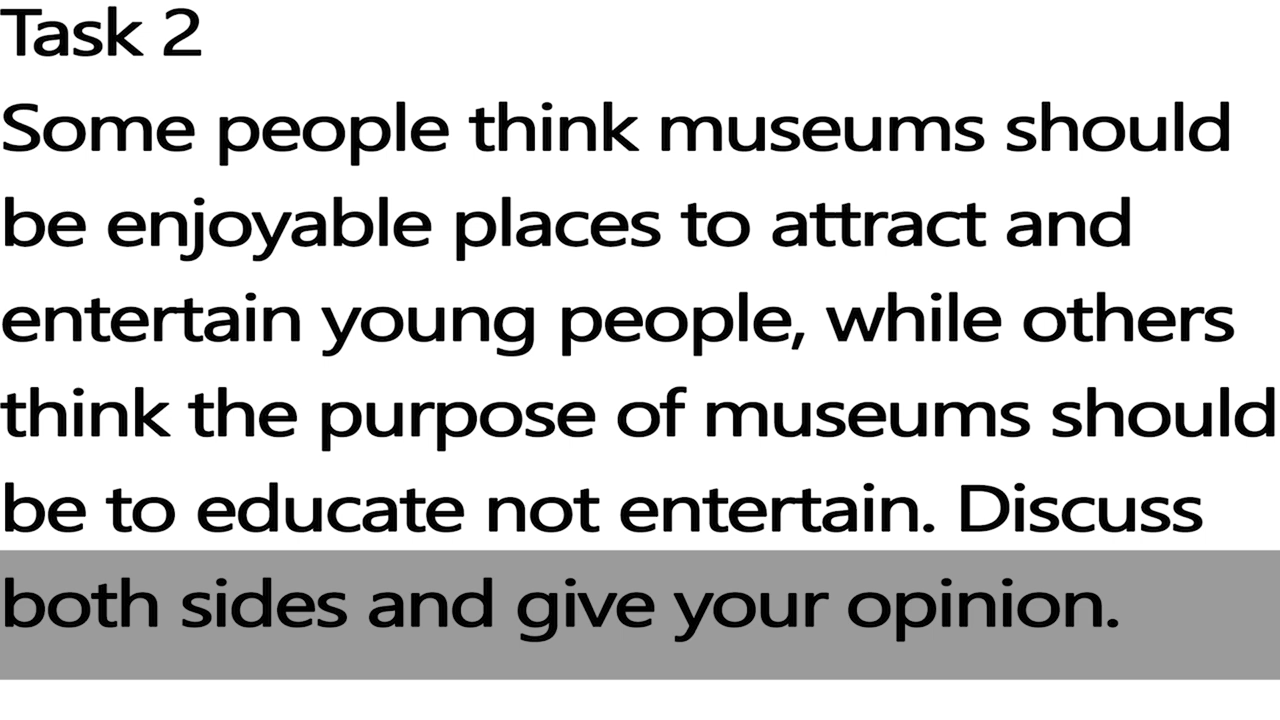 Task 2
Some people think museums should
be enjoyable places to attract and
entertain young people, while others
think the purpose of museums should
be to educate not entertain. Discuss
both sides and give your opinion.